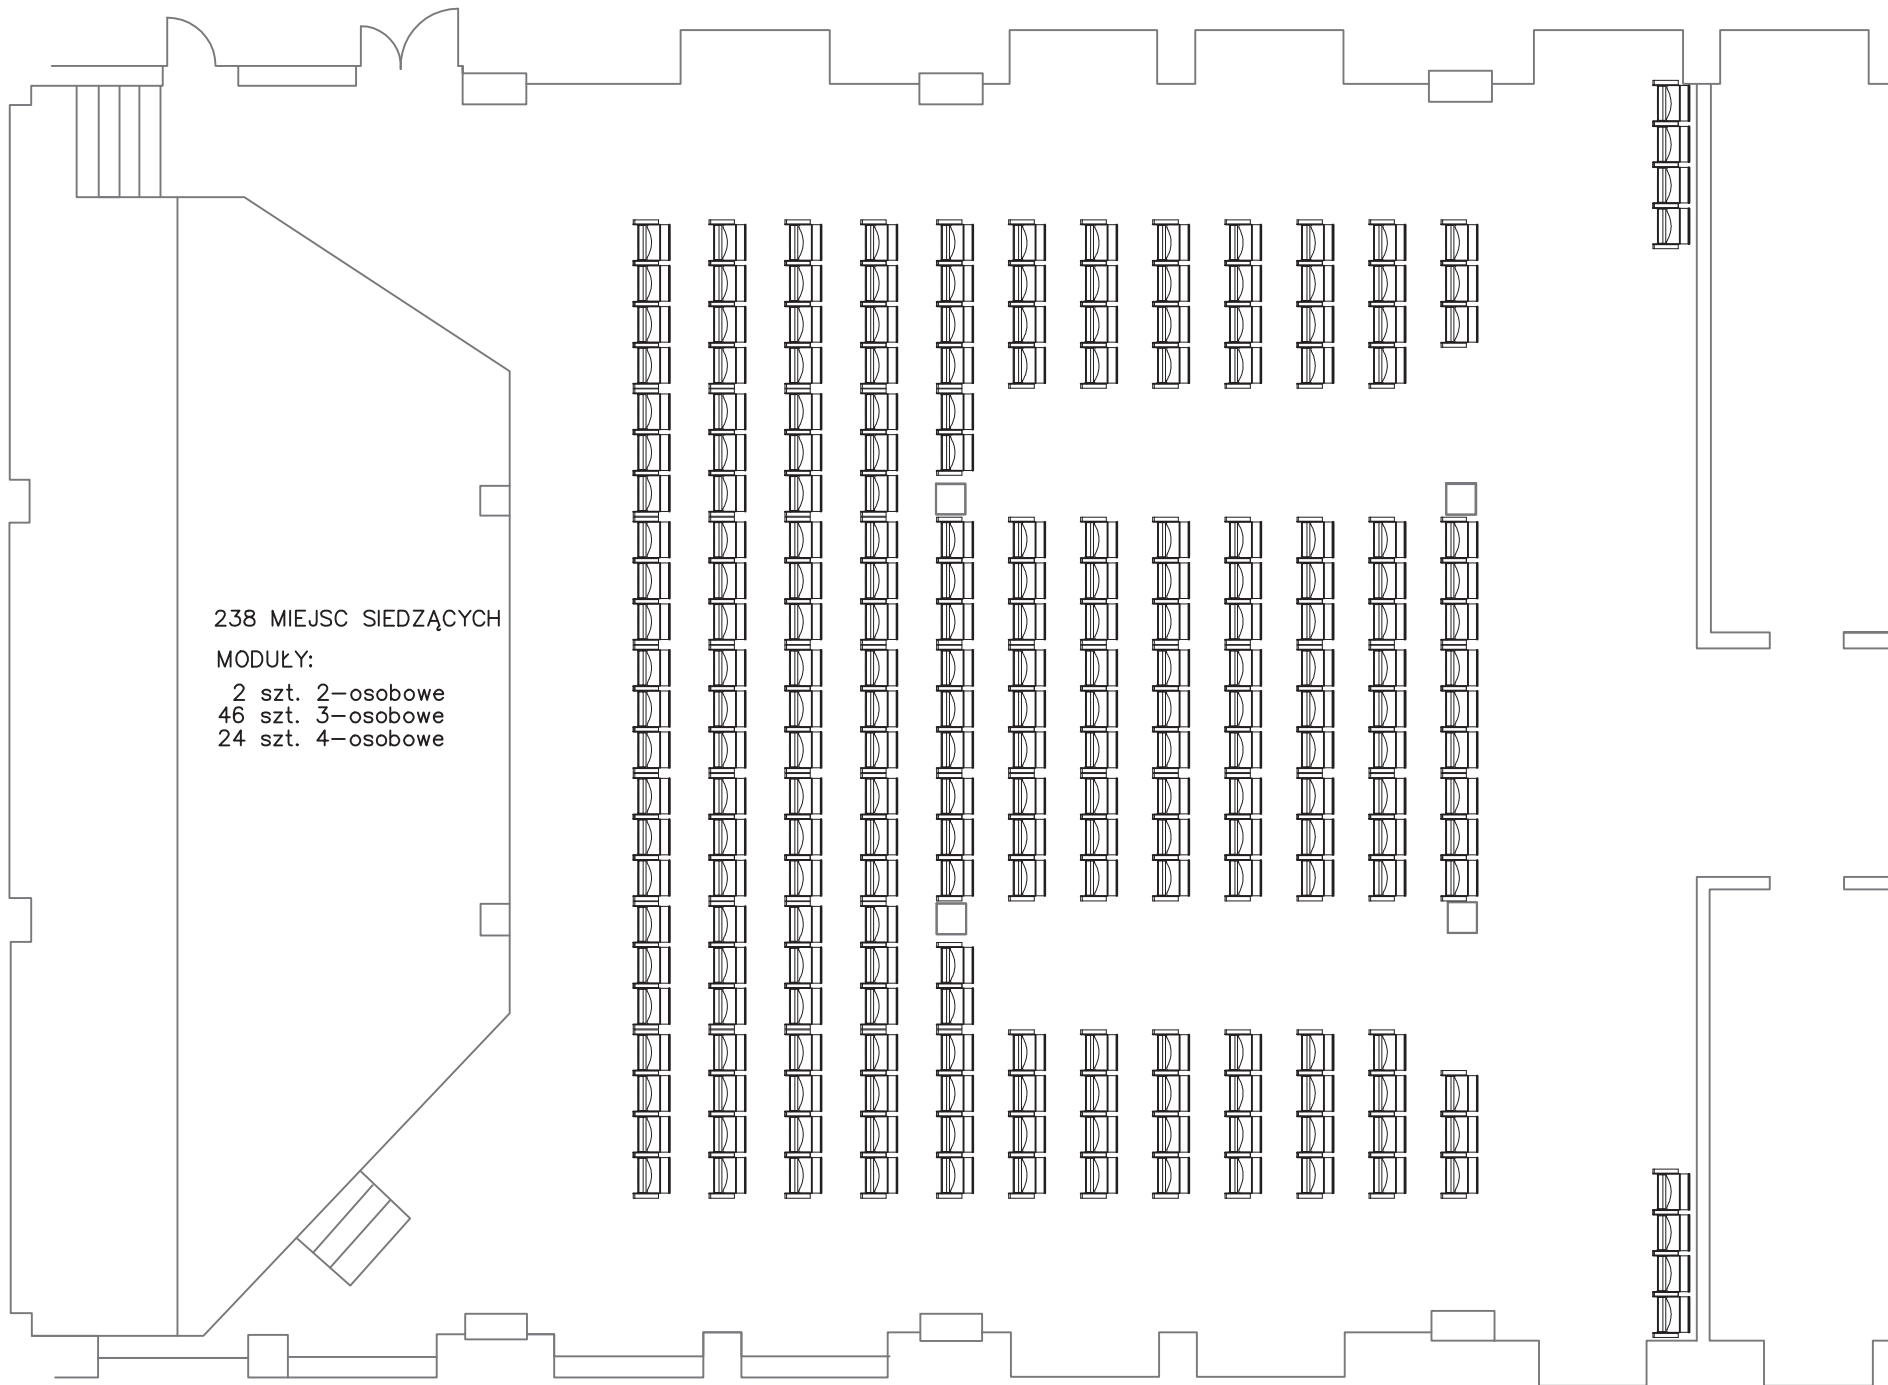 238 MIEJSC SIEDZĄCYCH
MODUŁY:
2 szt. 2-osobowe
46 szt. 3-osobowe
24 szt. 4-osobowe